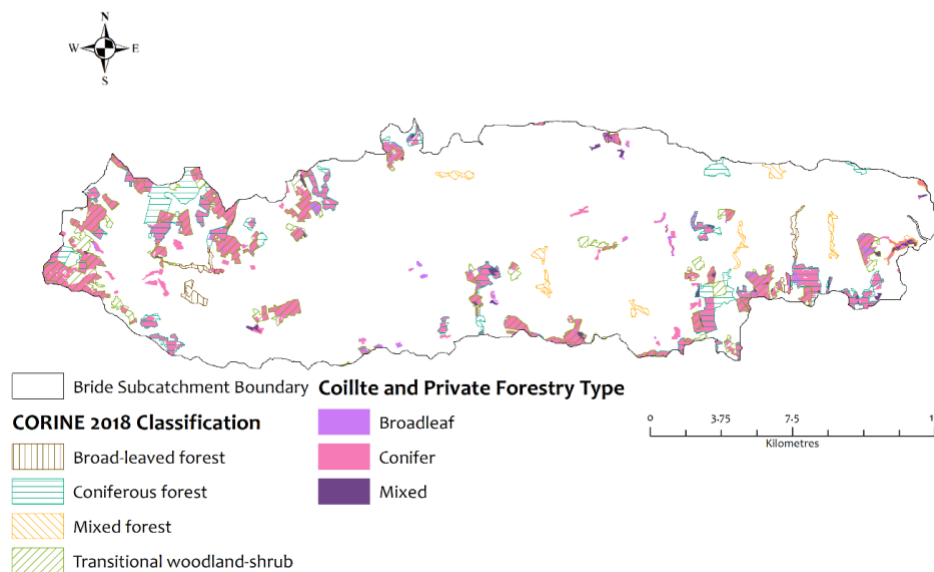 N
W E
S
Bride Subcatchment Boundary
CORINE 2018 Classification
Broad-leaved forest
Coniferous forest
Mixed forest
Transitional woodland-shrub
Coillte and Private Forestry Type
Broadleaf
Conifer
Mixed
0 3.75 7.5 1
Kilometres